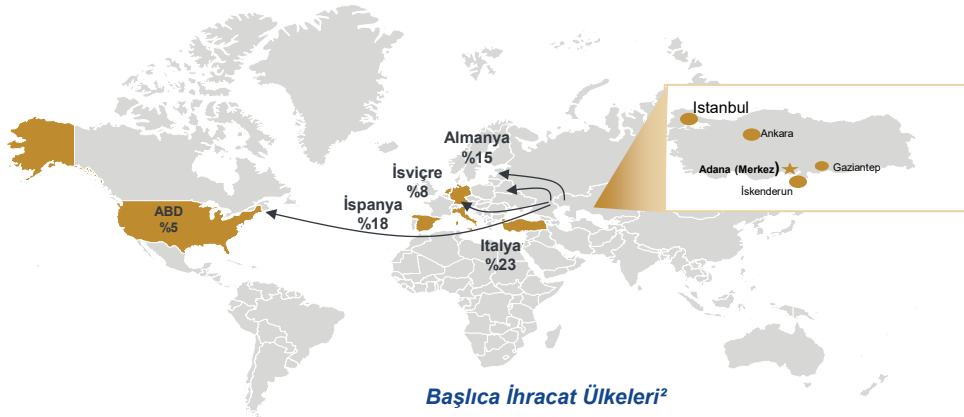 Istanbul
Ankara
Adana (Merkez)
Gaziantep
İskenderun
Almanya
%15
İsviçre
%8
İspanya
%18
ABD
%5
Italya
%23
Başlıca İhracat Ülkeleri²